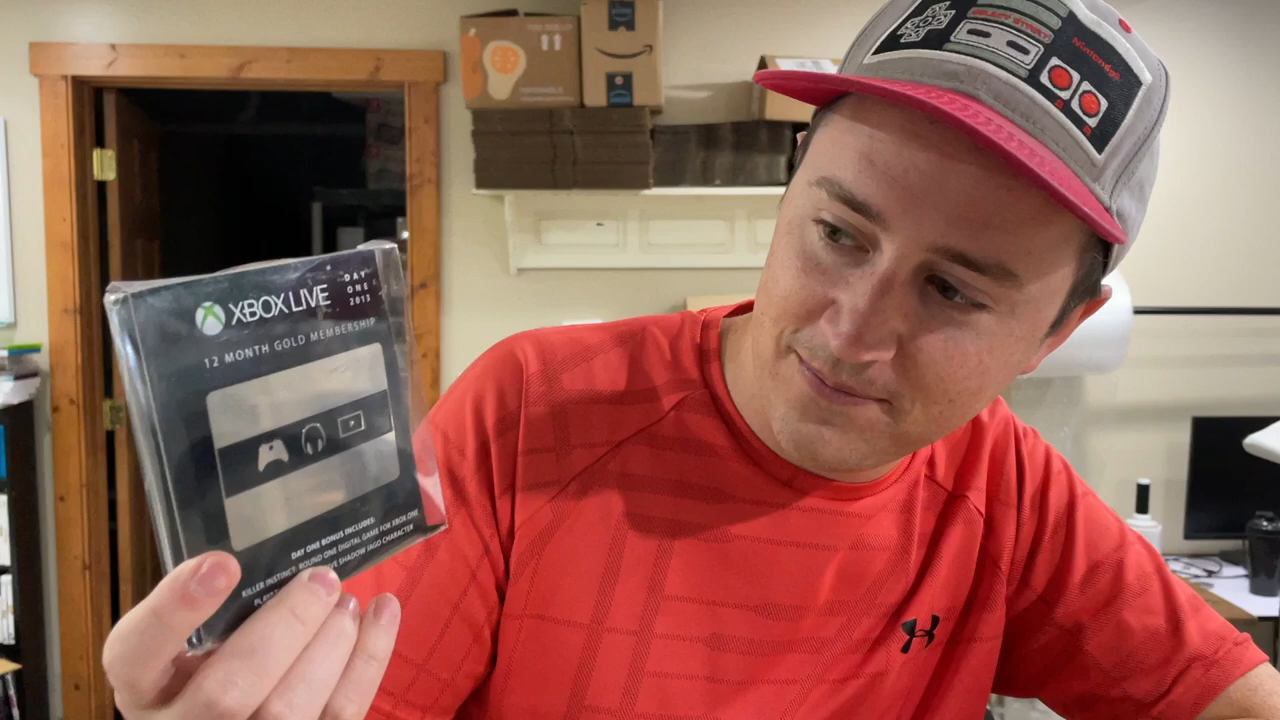 XBOX LIVE
DAY
ONE
2013
12 MONTH GOLD MEMBERSHIP
DAY ONE BONUS INCLUDES:
KILLER INSTINCT: ROUND ONE DIGITAL GAME FOR XBOX ONE
SHADOW JAGO CHARACTER
SELECT START
Nintendo
B A